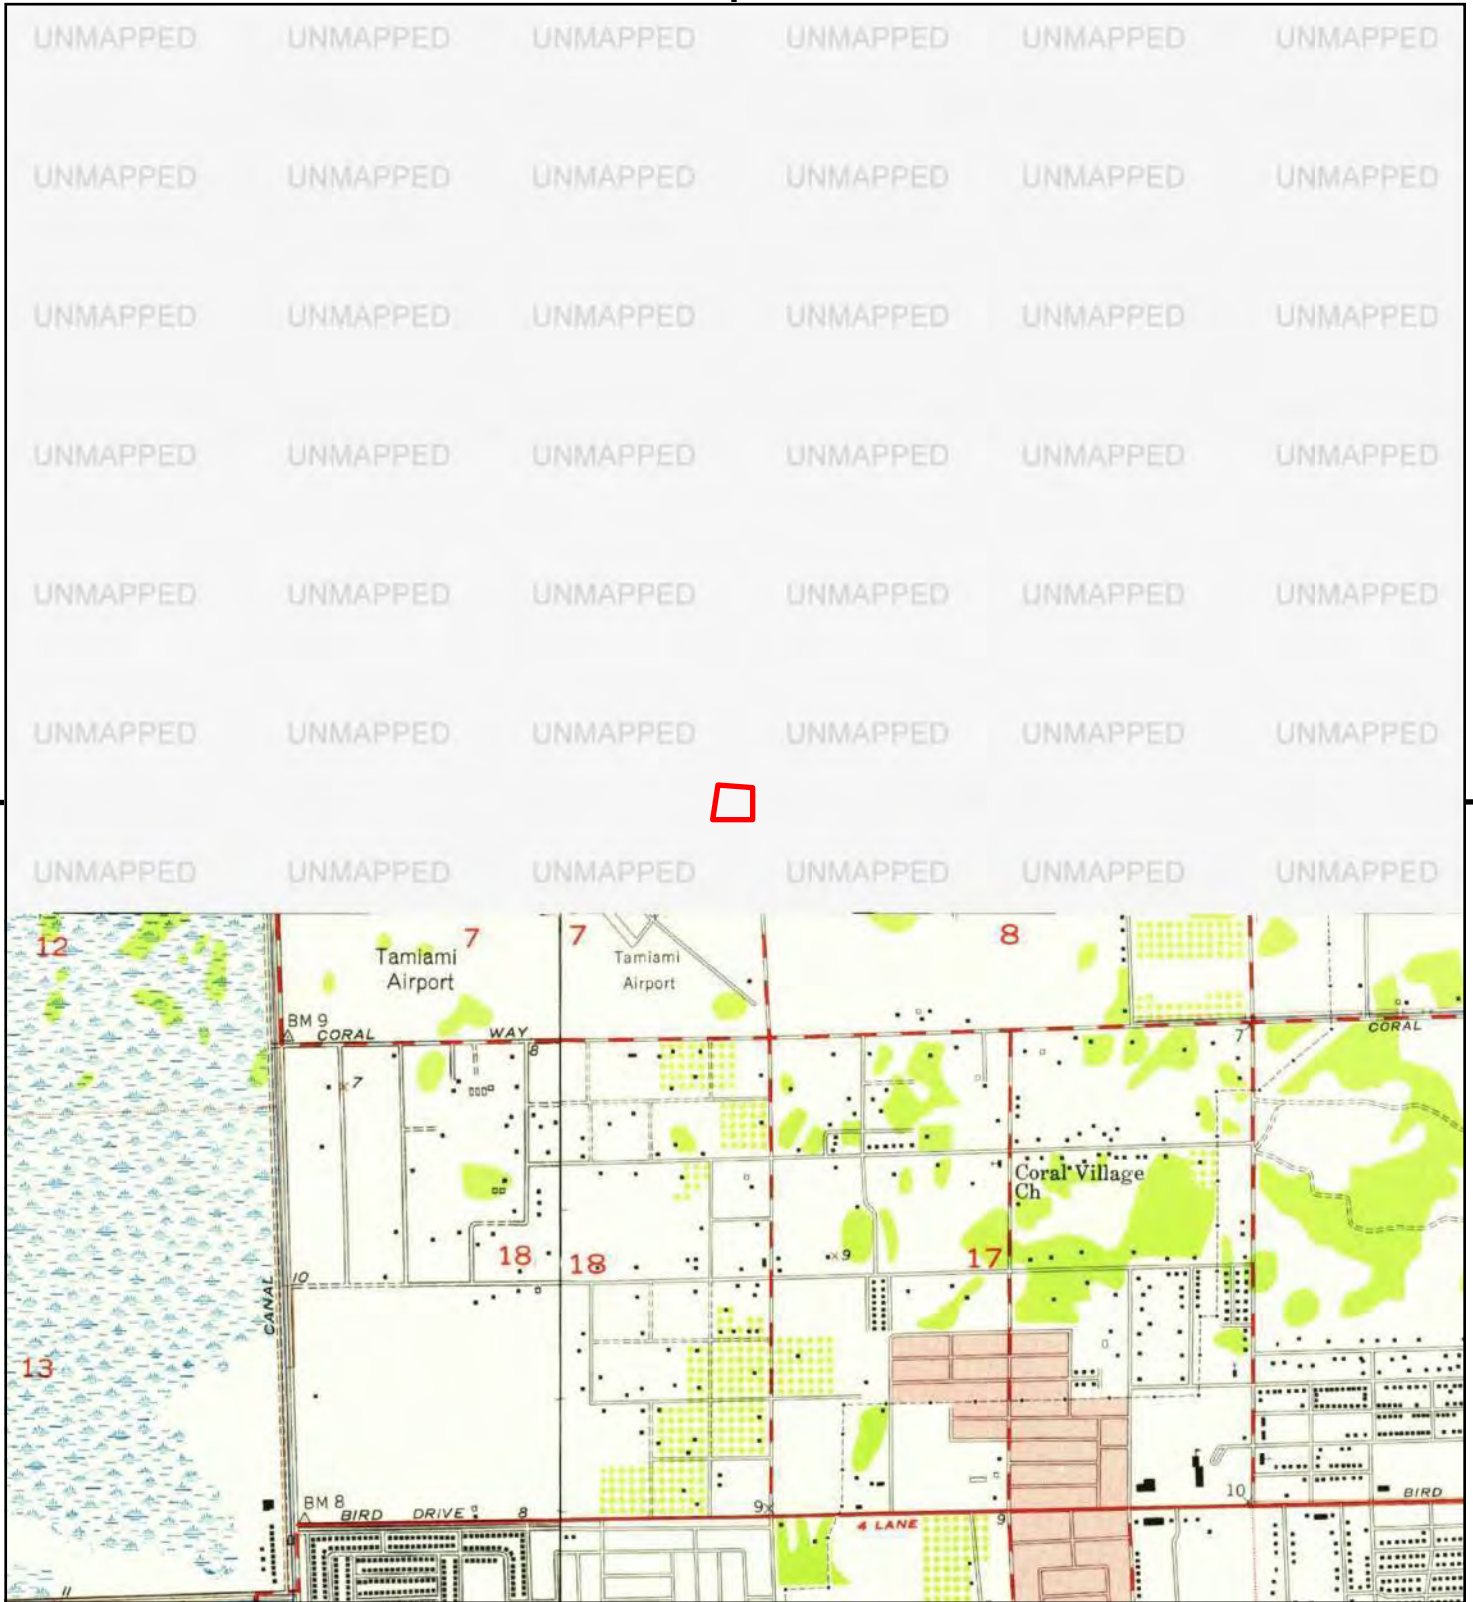 UNMAPPED UNMAPPED UNMAPPED UNMAPPED UNMAPPED UNMAPPED
UNMAPPED UNMAPPED UNMAPPED UNMAPPED UNMAPPED UNMAPPED
UNMAPPED UNMAPPED UNMAPPED UNMAPPED UNMAPPED UNMAPPED
UNMAPPED UNMAPPED UNMAPPED UNMAPPED UNMAPPED UNMAPPED
UNMAPPED UNMAPPED UNMAPPED UNMAPPED UNMAPPED UNMAPPED
UNMAPPED UNMAPPED UNMAPPED UNMAPPED UNMAPPED UNMAPPED
UNMAPPED UNMAPPED UNMAPPED UNMAPPED UNMAPPED UNMAPPED
12 7 7 8
Tamiami
Airport
Tamiami
Airport
BM 9
CORAL WAY 8
7 CORAL
7
Coral Village
Ch
18 18 9 17
10
CANAL
13
BM 8
BIRD DRIVE 8 9 10 BIRD
4 LANE 9
11